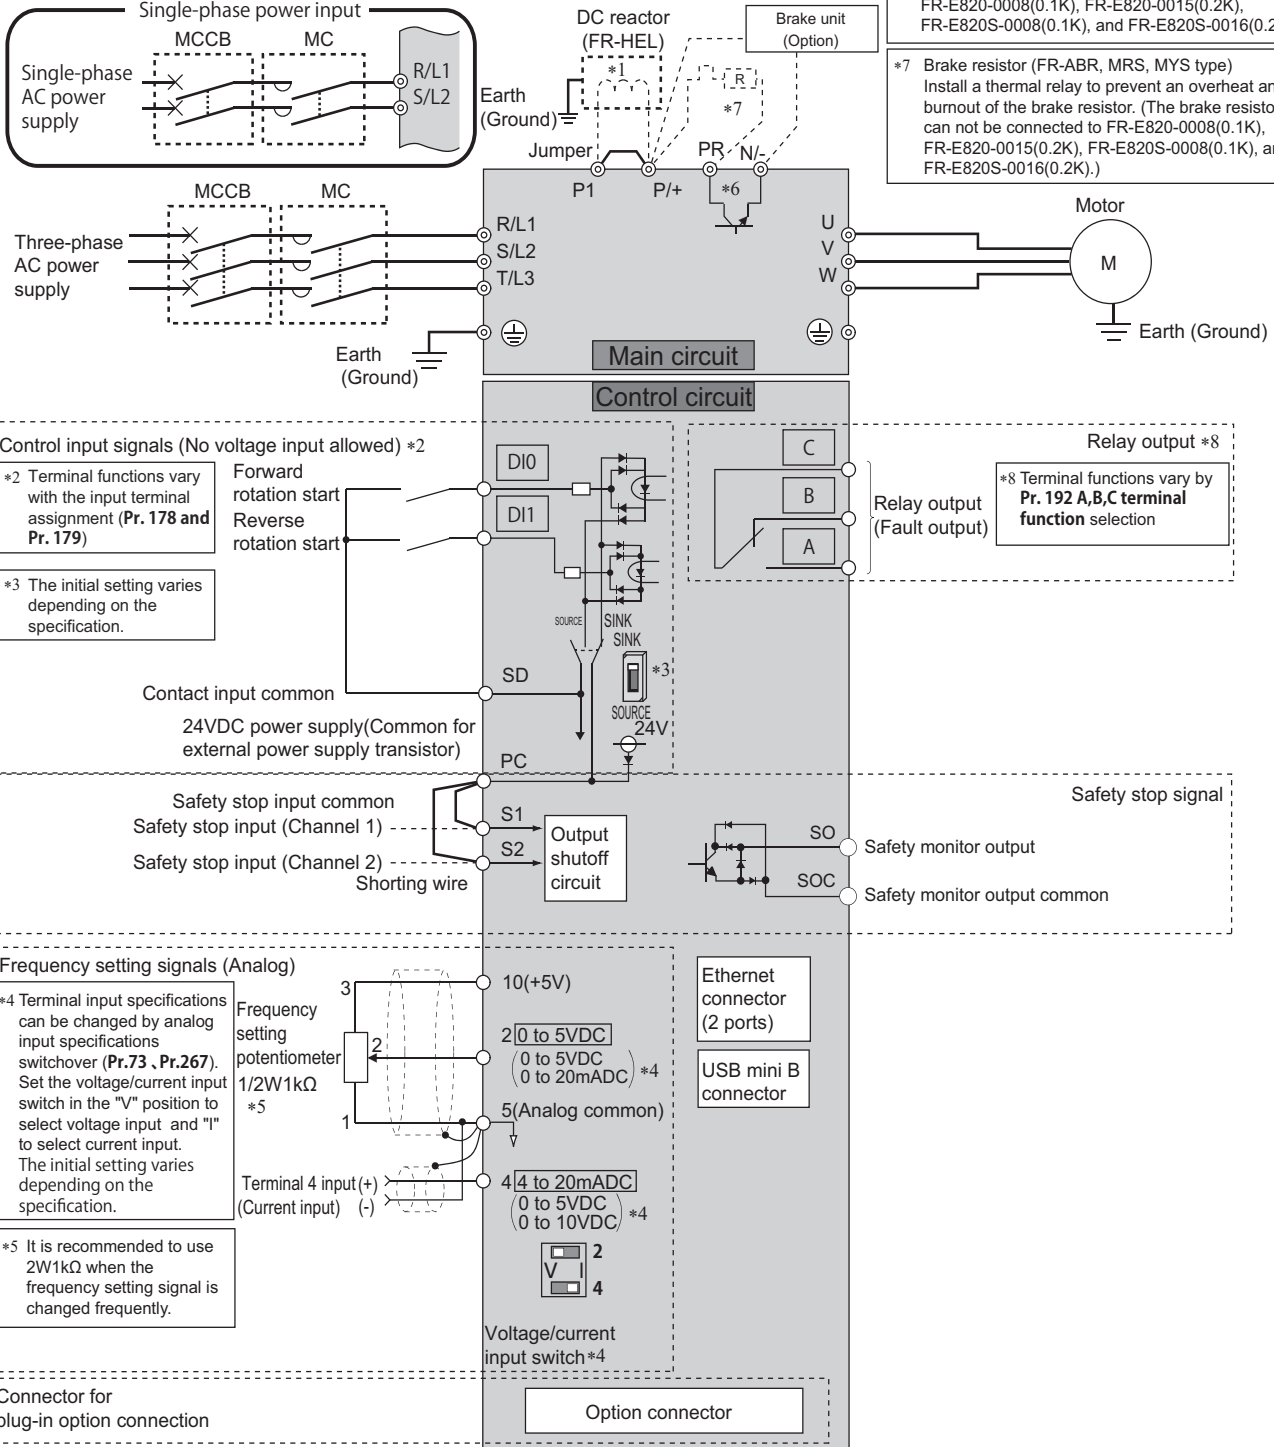 Single-phase power input
MCCB
MC
Single-phase
AC power
supply
R/L1
S/L2
DC reactor
(FR-HEL)
*1
Earth
(Ground)
Brake unit
(Option)
R
*7
Jumper
P1
P/+
PR
N/-
*6
FR-E820-0008(0.1K), FR-E820-0015(0.2K),
FR-E820S-0008(0.1K), and FR-E820S-0016(0.2
*7 Brake resistor (FR-ABR, MRS, MYS type)
Install a thermal relay to prevent an overheat an
burnout of the brake resistor. (The brake resisto
can not be connected to FR-E820-0008(0.1K),
FR-E820-0015(0.2K), FR-E820S-0008(0.1K), a
FR-E820S-0016(0.2K).)
MCCB
MC
Three-phase
AC power
supply
R/L1
S/L2
T/L3
U
V
W
Motor
M
Earth (Ground)
Earth
(Ground)
Main circuit
Control circuit
Control input signals (No voltage input allowed) *2
*2 Terminal functions vary
with the input terminal
assignment (Pr. 178 and
Pr. 179)
*3 The initial setting varies
depending on the
specification.
Forward
rotation start
Reverse
rotation start
DI0
DI1
SOURCE
SINK
SINK
*3
SOURCE
SD
Contact input common
24VDC power supply(Common for
external power supply transistor)
24V
PC
C
B
A
Relay output *8
Relay output
(Fault output)
*8 Terminal functions vary by
Pr. 192 A,B,C terminal
function selection
Safety stop signal
Safety stop input common
Safety stop input (Channel 1)
Safety stop input (Channel 2)
Shorting wire
S1
S2
Output
shutoff
circuit
SO
Safety monitor output
SOC
Safety monitor output common
Frequency setting signals (Analog)
*4 Terminal input specifications
can be changed by analog
input specifications
switchover (Pr.73 、Pr.267).
Set the voltage/current input
switch in the "V" position to
select voltage input and "I"
to select current input.
The initial setting varies
depending on the
specification.
*5 It is recommended to use
2W1kΩ when the
frequency setting signal is
changed frequently.
Frequency
setting
potentiometer
1/2W1kΩ
*5
3
2
1
10(+5V)
2 0 to 5VDC
(0 to 5VDC
0 to 20mADC) *4
5(Analog common)
Terminal 4 input (+)
(Current input) (-)
4 4 to 20mADC
(0 to 5VDC
0 to 10VDC) *4
2
V I
4
Voltage/current
input switch *4
Ethernet
connector
(2 ports)
USB mini B
connector
Connector for
plug-in option connection
Option connector